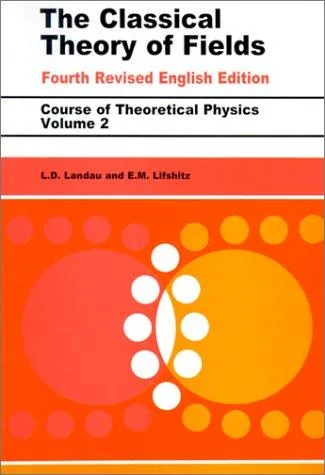 The Classical
Theory of Fields
Fourth Revised English Edition
Course of Theoretical Physics
Volume 2
L.D. Landau and E.M. Lifshitz